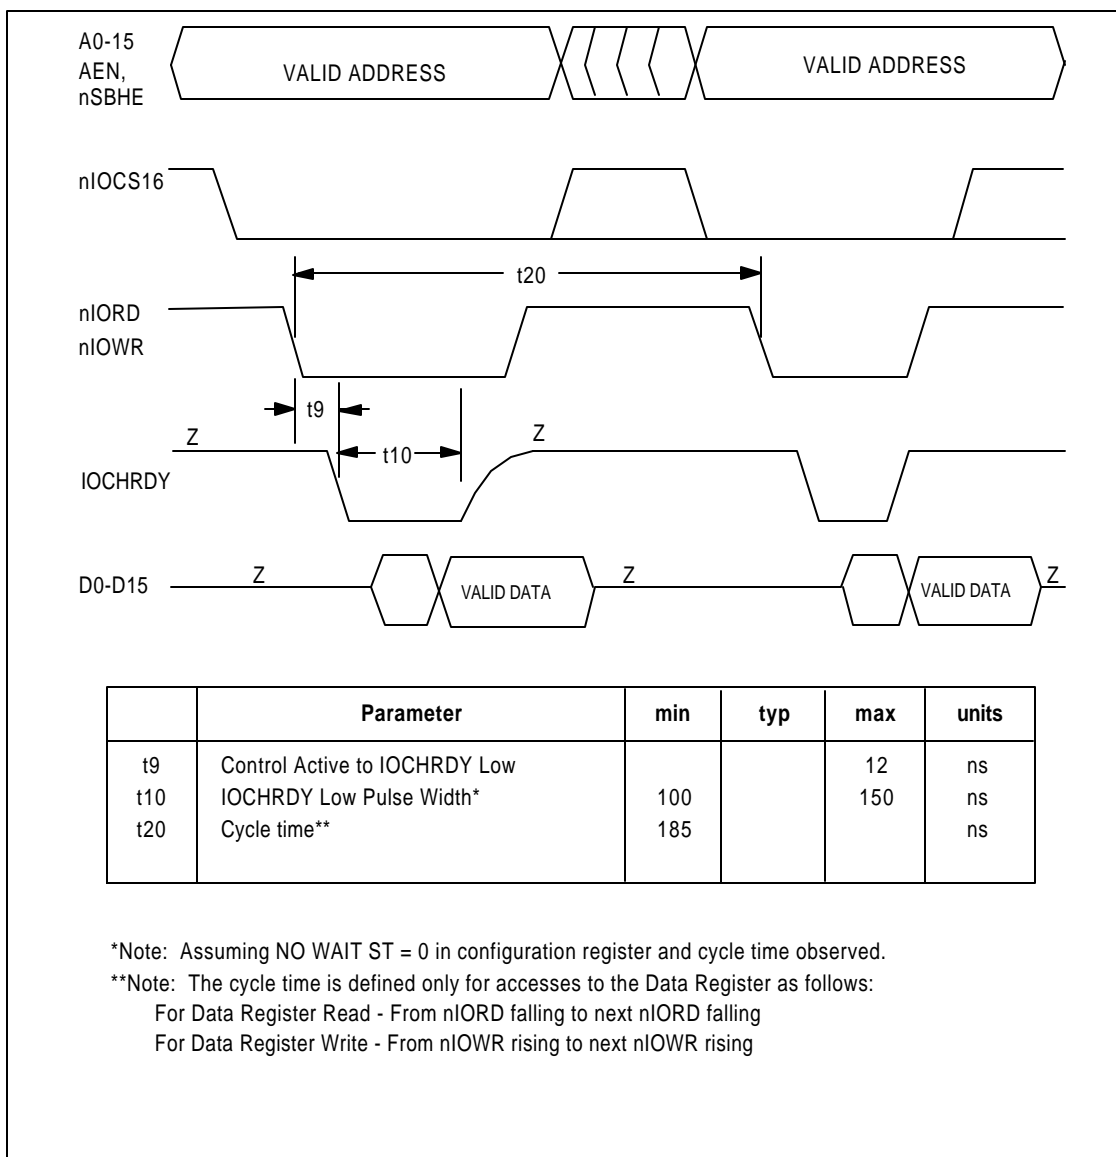 A0-15
AEN,
nSBHE
VALID ADDRESS
VALID ADDRESS
nIOCS16
t20
nIORD
nIOWR
t9
Z
Z
t10
IOCHRDY
D0-D15
Z
VALID DATA
Z
VALID DATA
Z
Parameter min typ max units
t9 Control Active to IOCHRDY Low 12 ns
t10 IOCHRDY Low Pulse Width* 100 150 ns
t20 Cycle time** 185 ns
*Note: Assuming NO WAIT ST = 0 in configuration register and cycle time observed.
**Note: The cycle time is defined only for accesses to the Data Register as follows:
For Data Register Read - From nIORD falling to next nIORD falling
For Data Register Write - From nIOWR rising to next nIOWR rising